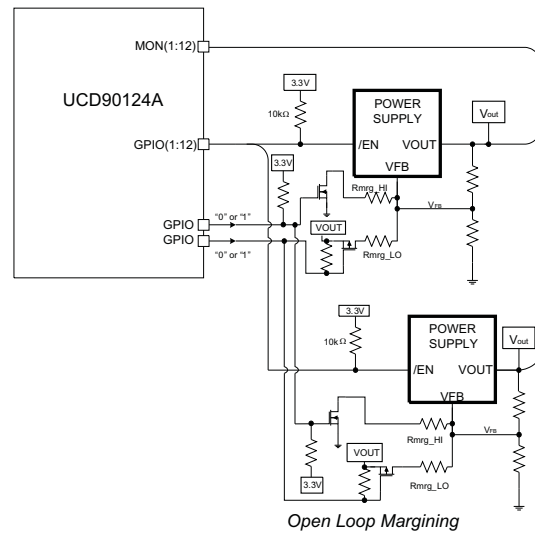 MON(1:12)
UCD90124A
3.3V
10kΩ
POWER
SUPPLY
Vout
GPIO(1:12)
/EN
VOUT
3.3V
VFB
Rmrg_HI
VFB
GPIO
"0" or "1"
VOUT
GPIO
"0" or "1"
Rmrg_LO
3.3V
10kΩ
POWER
SUPPLY
Vout
/EN
VOUT
VFB
Rmrg_HI
VFB
VOUT
3.3V
Rmrg_LO
Open Loop Margining